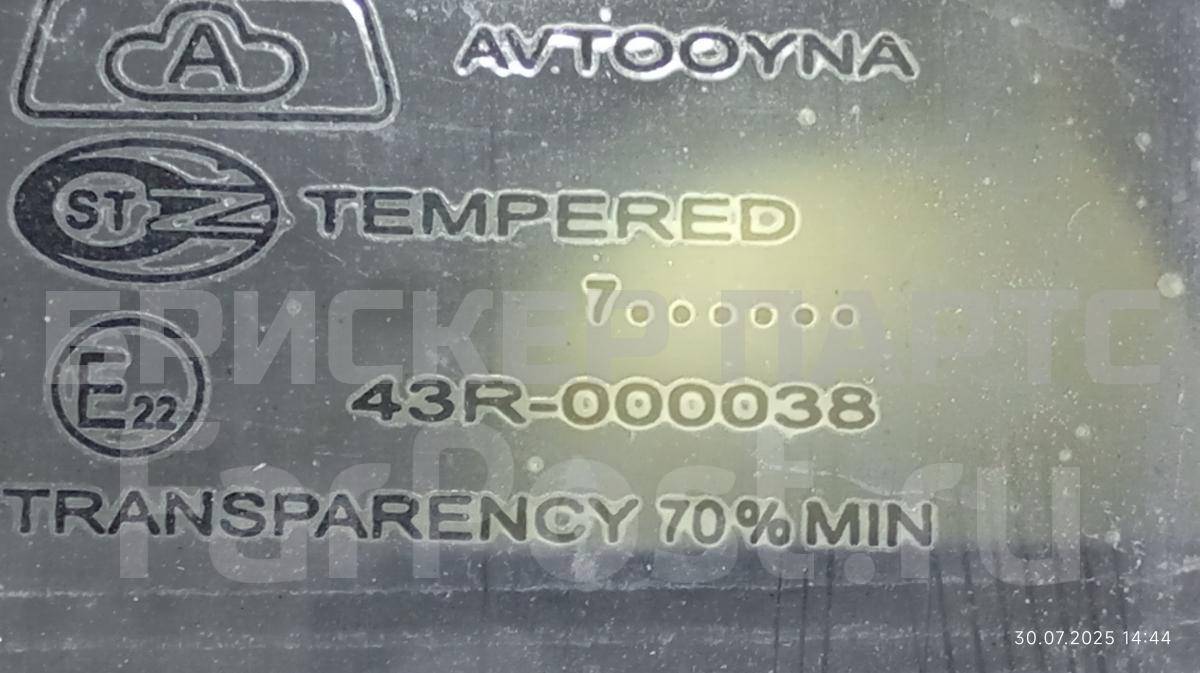 A AVTOOYNA
ST TEMPERED
7......
E22 43R-000038
TRANSPARENCY 70% MIN
БРИСКЕР ПАРТС
FarPost.ru
30.07.2025 14:44